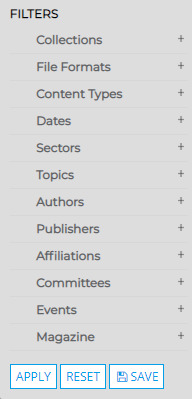 FILTERS
Collections +
File Formats +
Content Types +
Dates +
Sectors +
Topics +
Authors +
Publishers +
Affiliations +
Committees +
Events +
Magazine +
APPLY RESET SAVE